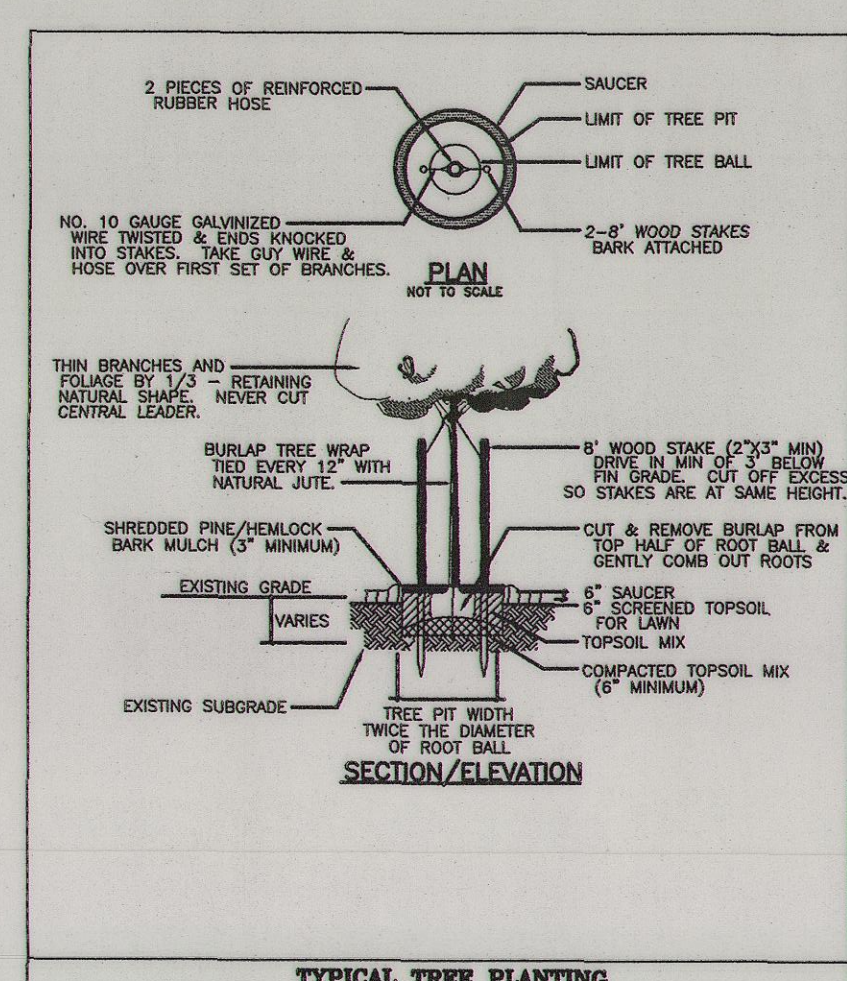 2 PIECES OF REINFORCED
RUBBER HOSE
SAUCER
LIMIT OF TREE PIT
LIMIT OF TREE BALL
NO. 10 GAUGE GALVINIZED
WIRE TWISTED & ENDS KNOCKED
INTO STAKES. TAKE GUY WIRE &
HOSE OVER FIRST SET OF BRANCHES.
2-8' WOOD STAKES
BARK ATTACHED
PLAN
NOT TO SCALE
THIN BRANCHES AND
FOLIAGE BY 1/3 - RETAINING
NATURAL SHAPE. NEVER CUT
CENTRAL LEADER.
BURLAP TREE WRAP
TIED EVERY 12" WITH
NATURAL JUTE.
8' WOOD STAKE (2"X3" MIN)
DRIVE IN MIN OF 3' BELOW
FIN GRADE. CUT OFF EXCESS
SO STAKES ARE AT SAME HEIGHT.
SHREDDED PINE/HEMLOCK
BARK MULCH (3" MINIMUM)
CUT & REMOVE BURLAP FROM
TOP HALF OF ROOT BALL &
GENTLY COMB OUT ROOTS
EXISTING GRADE
VARIES
6" SAUCER
6" SCREENED TOPSOIL
FOR LAWN
TOPSOIL MIX
COMPACTED TOPSOIL MIX
(6" MINIMUM)
EXISTING SUBGRADE
TREE PIT WIDTH
TWICE THE DIAMETER
OF ROOT BALL
SECTION/ELEVATION
TYPICAL TREE PLANTING